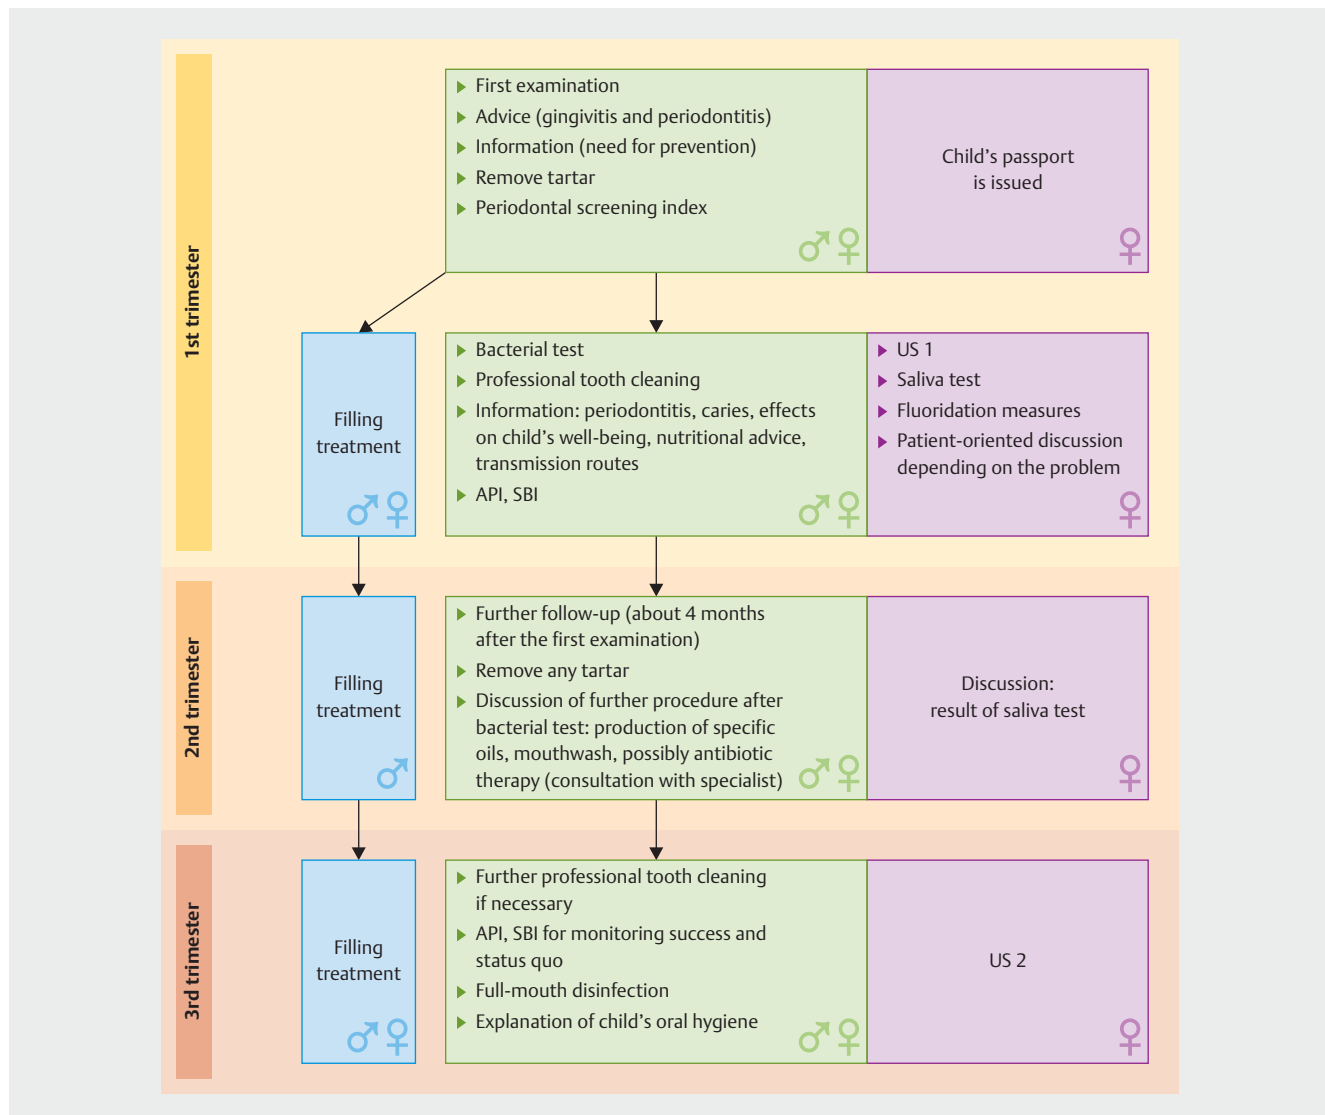 1st trimester
First examination
Advice (gingivitis and periodontitis)
Information (need for prevention)
Remove tartar
Periodontal screening index
Child’s passport
is issued
Filling
treatment
Bacterial test
Professional tooth cleaning
Information: periodontitis, caries, effects
on child’s well-being, nutritional advice,
transmission routes
API, SBI
US 1
Saliva test
Fluoridation measures
Patient-oriented discussion
depending on the problem
2nd trimester
Filling
treatment
Further follow-up (about 4 months
after the first examination)
Remove any tartar
Discussion of further procedure after
bacterial test: production of specific
oils, mouthwash, possibly antibiotic
therapy (consultation with specialist)
Discussion:
result of saliva test
3rd trimester
Filling
treatment
Further professional tooth cleaning
if necessary
API, SBI for monitoring success and
status quo
Full-mouth disinfection
Explanation of child’s oral hygiene
US 2